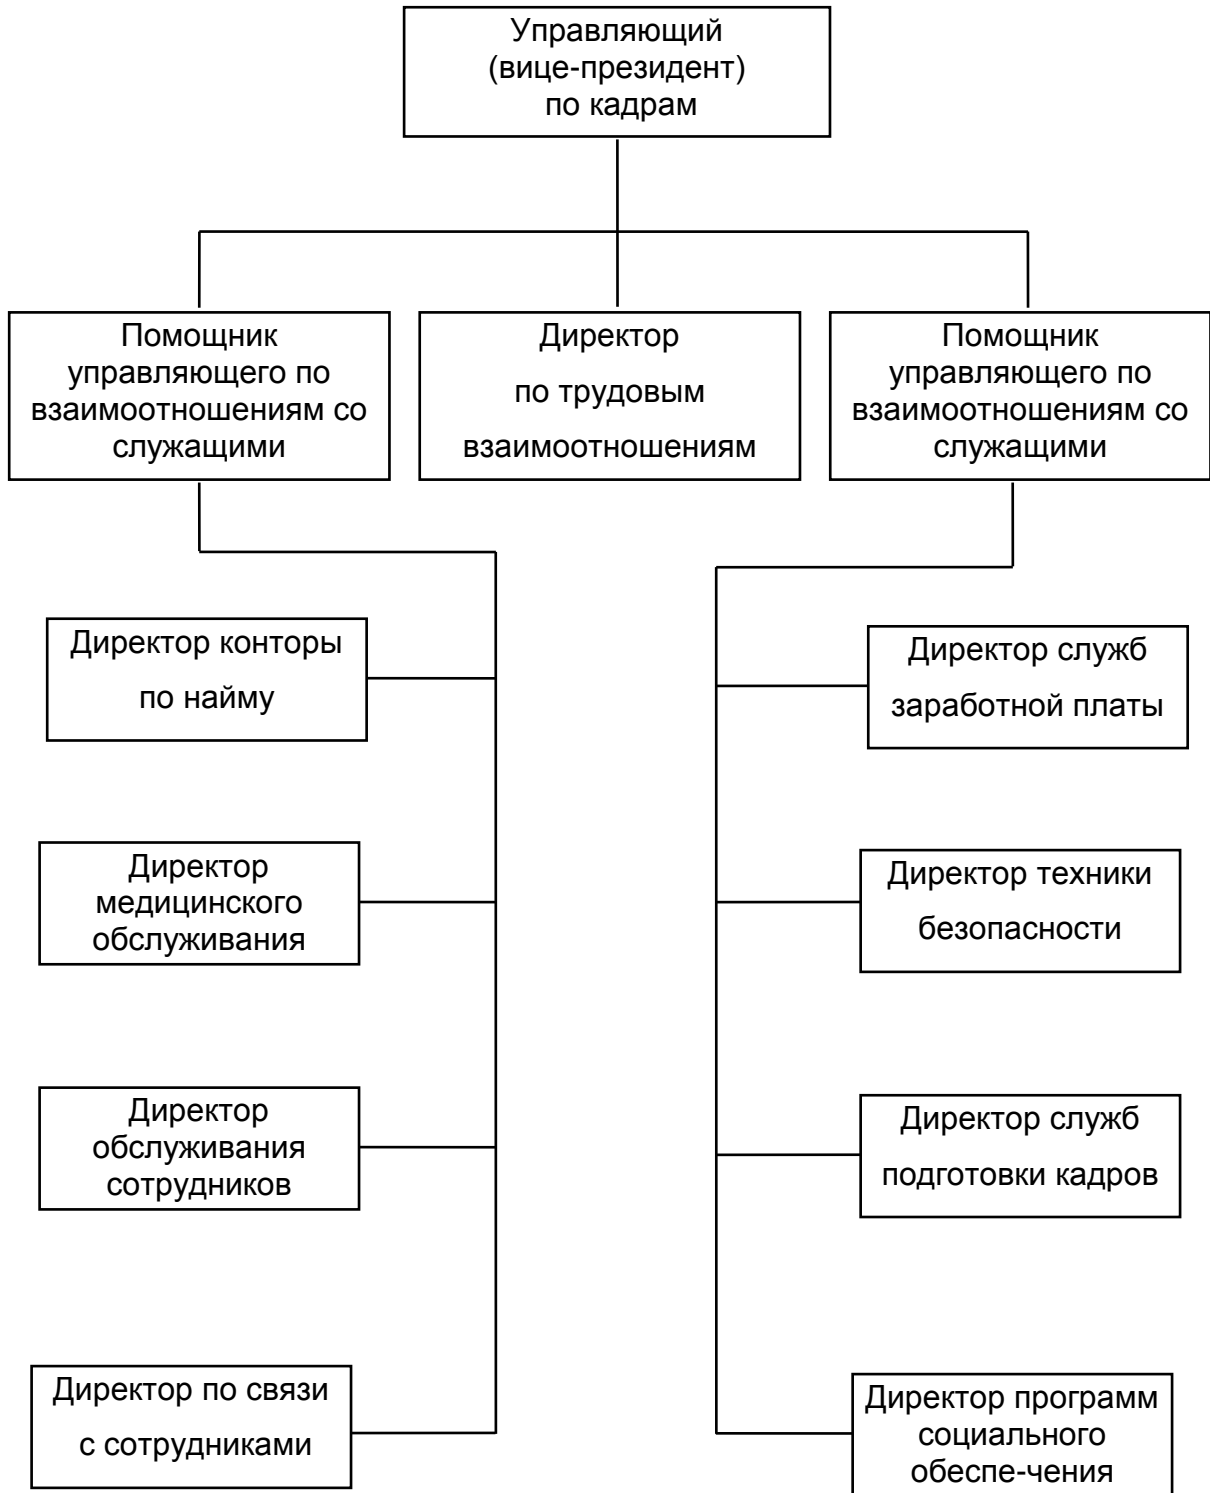 Управляющий
(вице-президент)
по кадрам
Помощник
управляющего по
взаимоотношениям со
служащими
Директор
по трудовым
взаимоотношениям
Помощник
управляющего по
взаимоотношениям со
служащими
Директор конторы
по найму
Директор служб
заработной платы
Директор
медицинского
обслуживания
Директор техники
безопасности
Директор
обслуживания
сотрудников
Директор служб
подготовки кадров
Директор по связи
с сотрудниками
Директор программ
социального
обеспе-чения